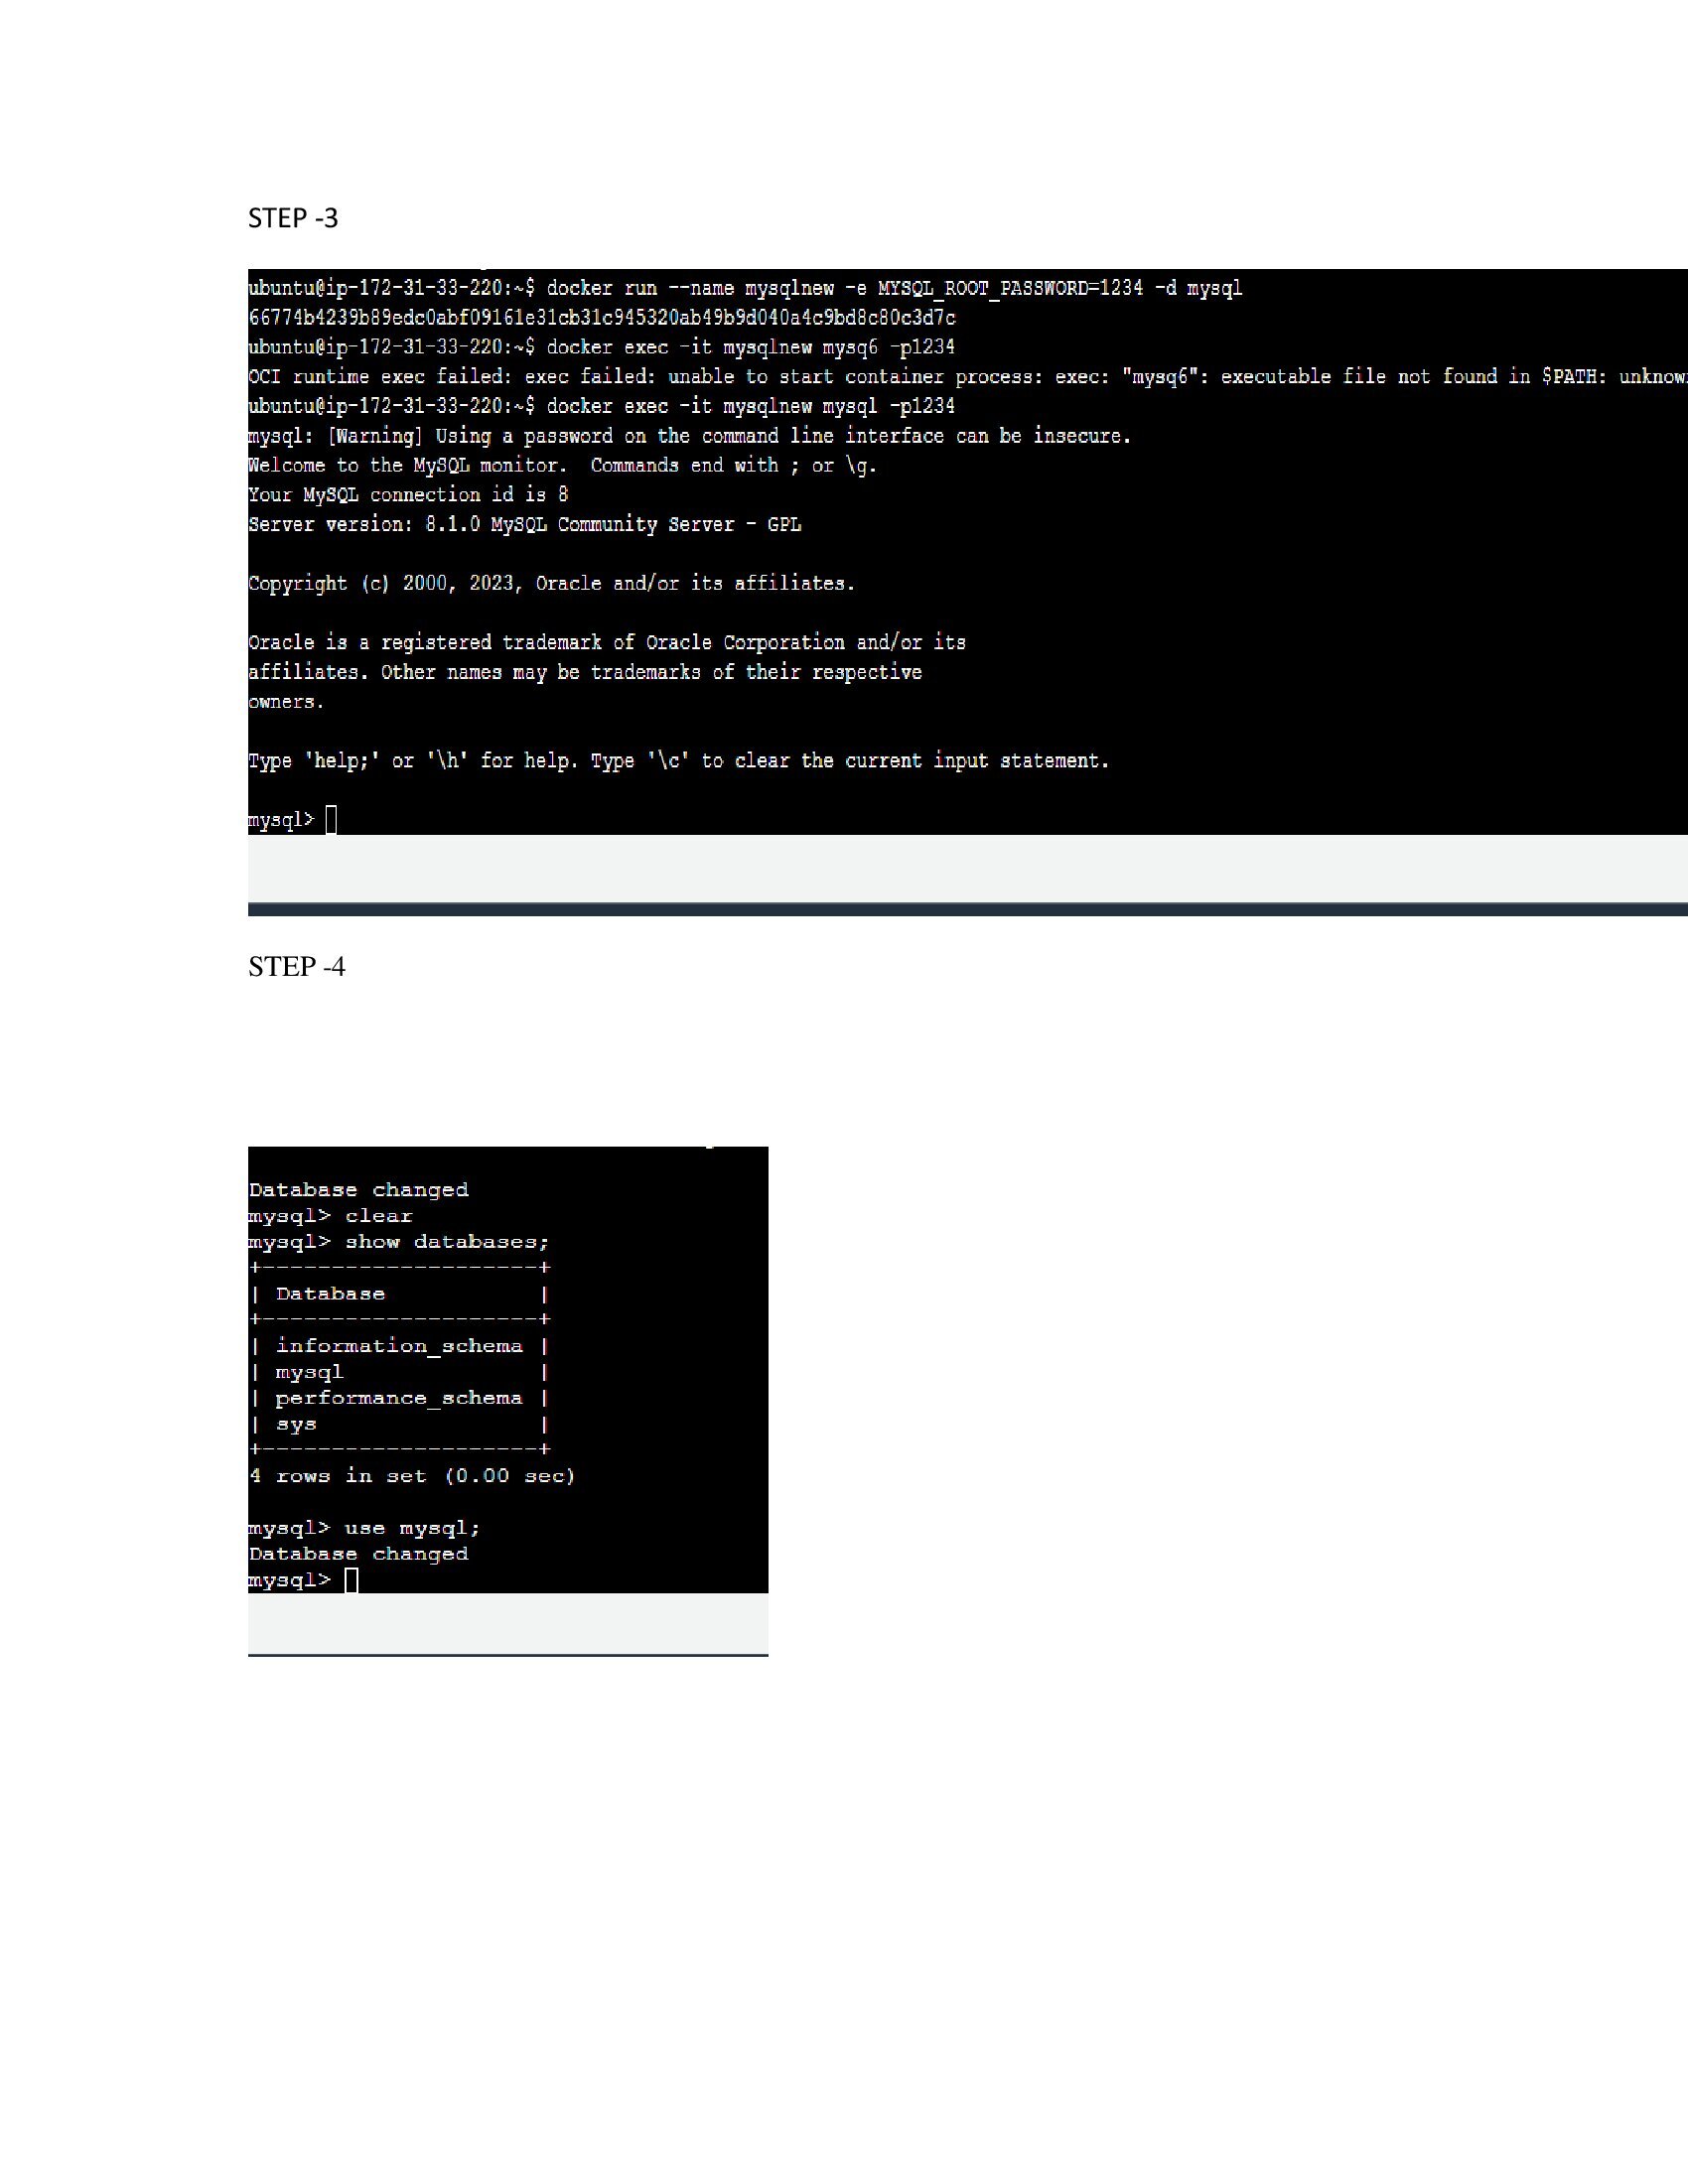 STEP -3
ubuntu@ip-172-31-33-220:~$ docker run --name mysqlnew -e MYSQL_ROOT_PASSWORD=1234 -d mysql
66774b4239b89edc0abf09161e31cb31c945320ab49b9d040a4c9bd8c80c3d7c
ubuntu@ip-172-31-33-220:~$ docker exec -it mysqlnew mysq6 -p1234
OCI runtime exec failed: exec failed: unable to start container process: exec: "mysq6": executable file not found in $PATH: unknow
ubuntu@ip-172-31-33-220:~$ docker exec -it mysqlnew mysql -p1234
mysql: [Warning] Using a password on the command line interface can be insecure.
Welcome to the MySQL monitor.  Commands end with ; or \g.
Your MySQL connection id is 8
Server version: 8.1.0 MySQL Community Server - GPL
Copyright (c) 2000, 2023, Oracle and/or its affiliates.
Oracle is a registered trademark of Oracle Corporation and/or its
affiliates. Other names may be trademarks of their respective
owners.
Type 'help;' or '\h' for help. Type '\c' to clear the current input statement.
mysql>
STEP -4
Database changed
mysql> clear
mysql> show databases;
+--------------------+
| Database           |
+--------------------+
| information_schema |
| mysql              |
| performance_schema |
| sys                |
+--------------------+
4 rows in set (0.00 sec)
mysql> use mysql;
Database changed
mysql>